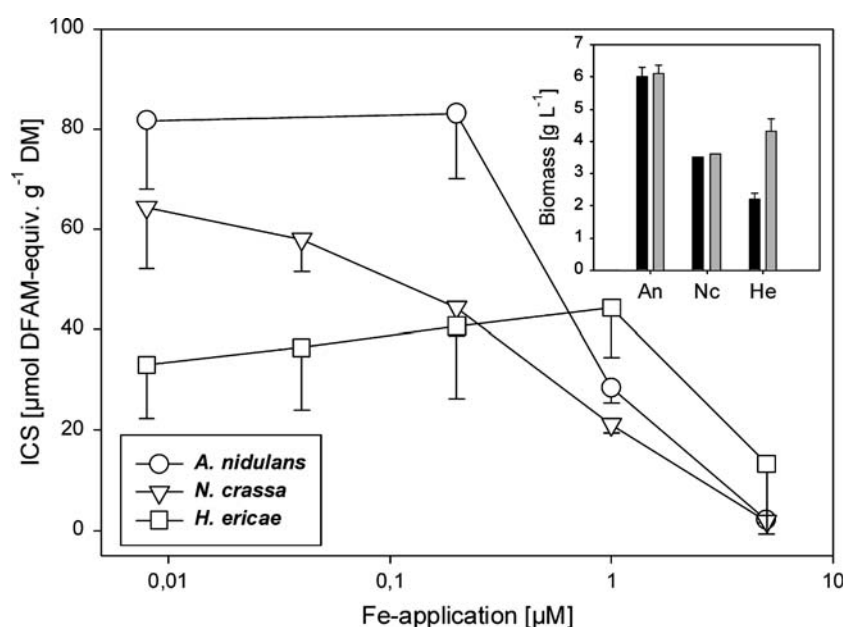 ICS [µmol DFAM-equiv. g⁻¹ DM]
100
80
60
40
20
0
0,01
0,1
1
10
Fe-application [µM]
A. nidulans
N. crassa
H. ericae
Biomass [g L⁻¹]
7
6
5
4
3
2
1
0
An
Nc
He